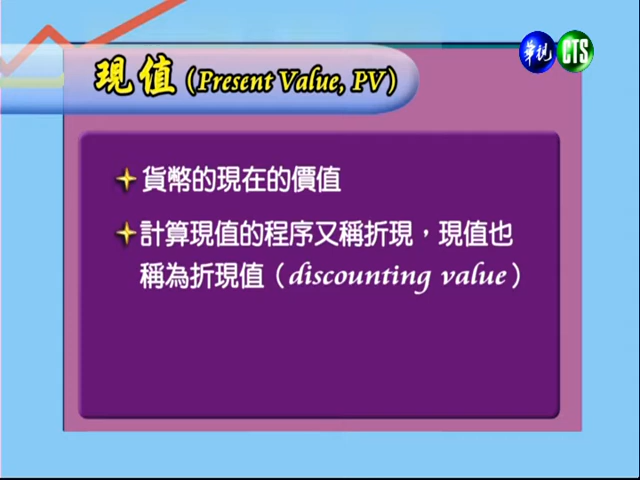 華視 CTS
現值(Present Value, PV)
貨幣的現在的價值
計算現值的程序又稱折現，現值也
稱為折現值（discounting value）